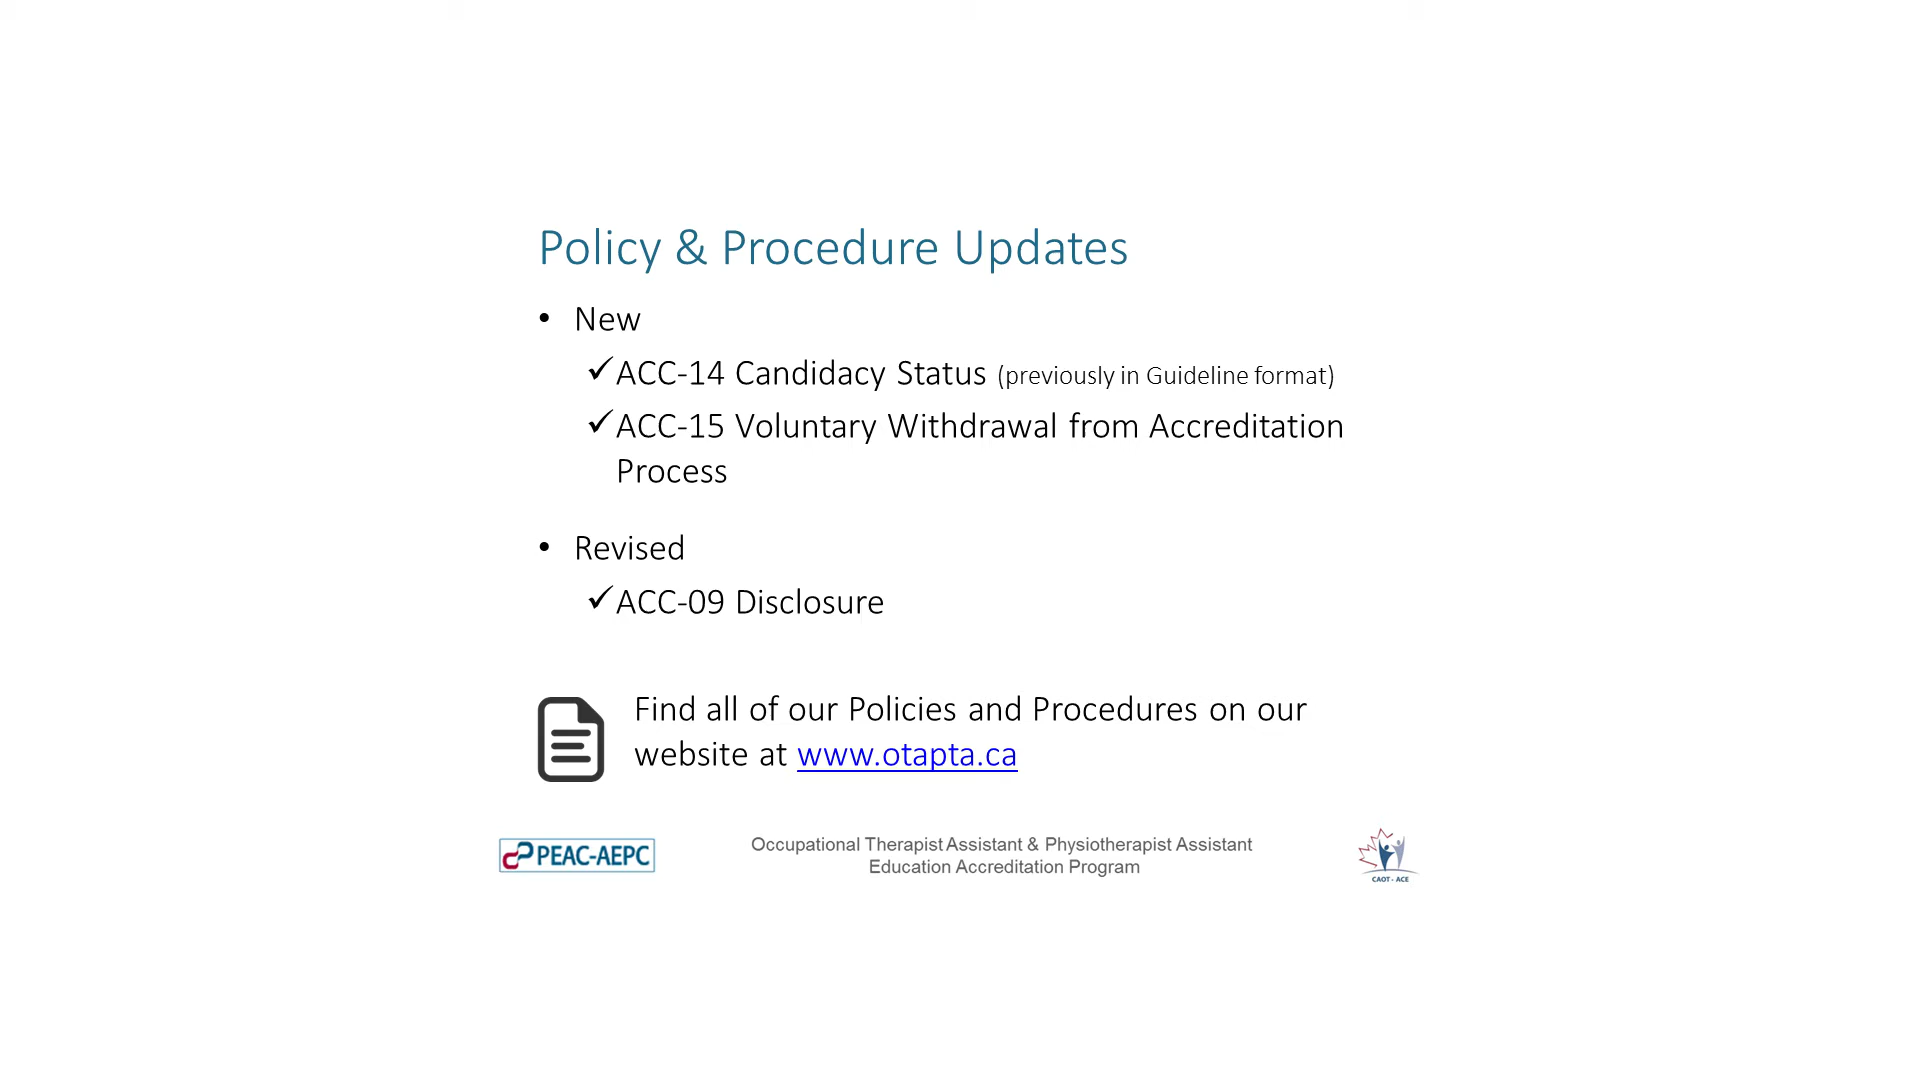 Policy & Procedure Updates
• New
✓ACC-14 Candidacy Status (previously in Guideline format)
✓ACC-15 Voluntary Withdrawal from Accreditation
Process
• Revised
✓ACC-09 Disclosure
Find all of our Policies and Procedures on our
website at www.otapta.ca
PEAC-AEPC
Occupational Therapist Assistant & Physiotherapist Assistant
Education Accreditation Program
CAOT - ACE